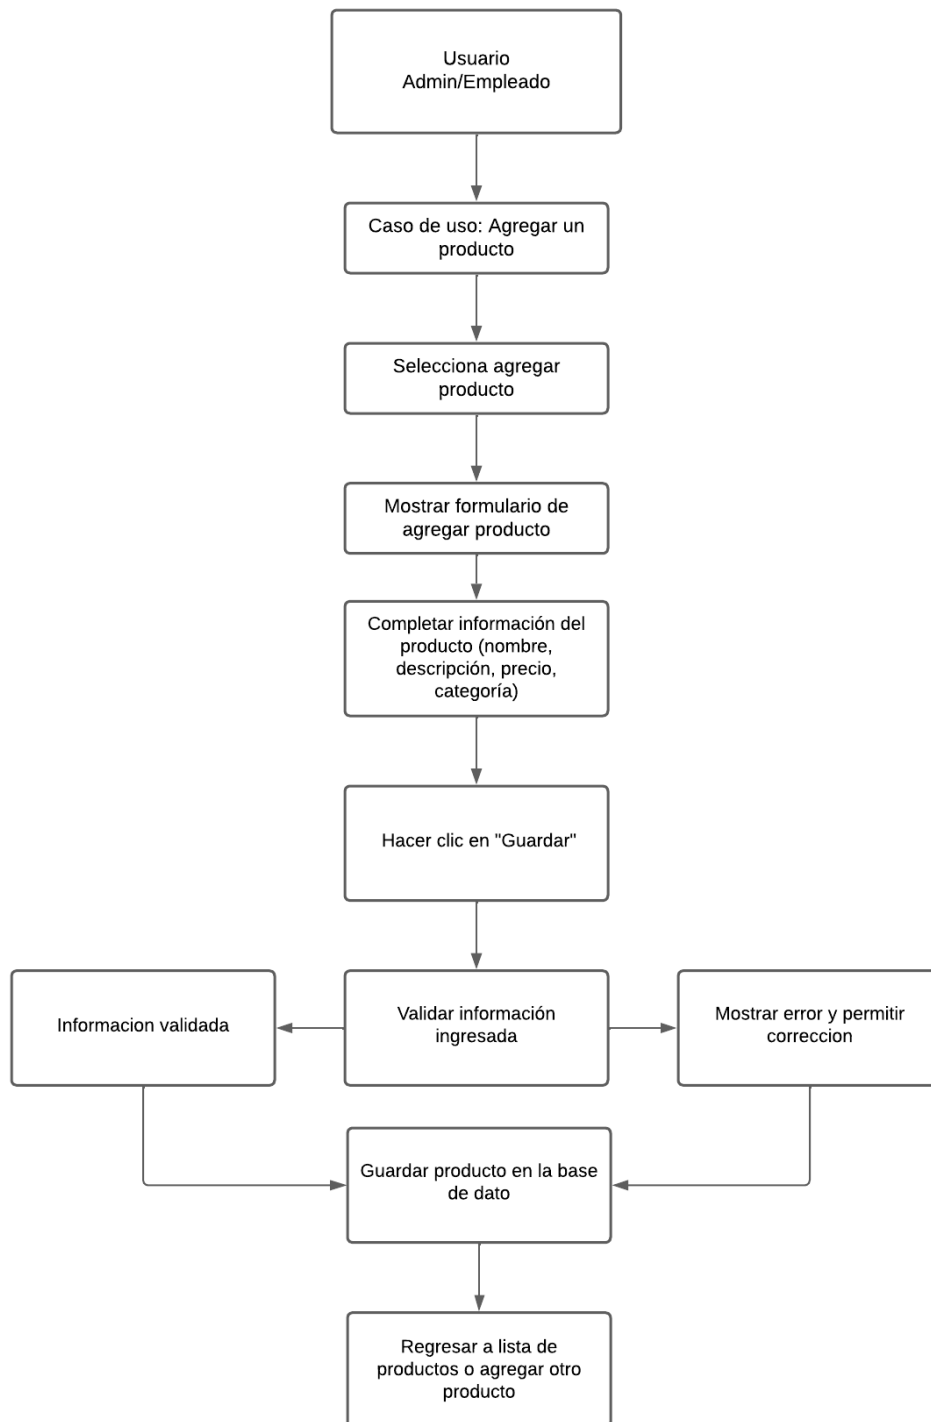 Usuario
Admin/Empleado
Caso de uso: Agregar un
producto
Selecciona agregar
producto
Mostrar formulario de
agregar producto
Completar información del
producto (nombre,
descripción, precio,
categoría)
Hacer clic en "Guardar"
Informacion validada
Validar información
ingresada
Mostrar error y permitir
correccion
Guardar producto en la base
de dato
Regresar a lista de
productos o agregar otro
producto